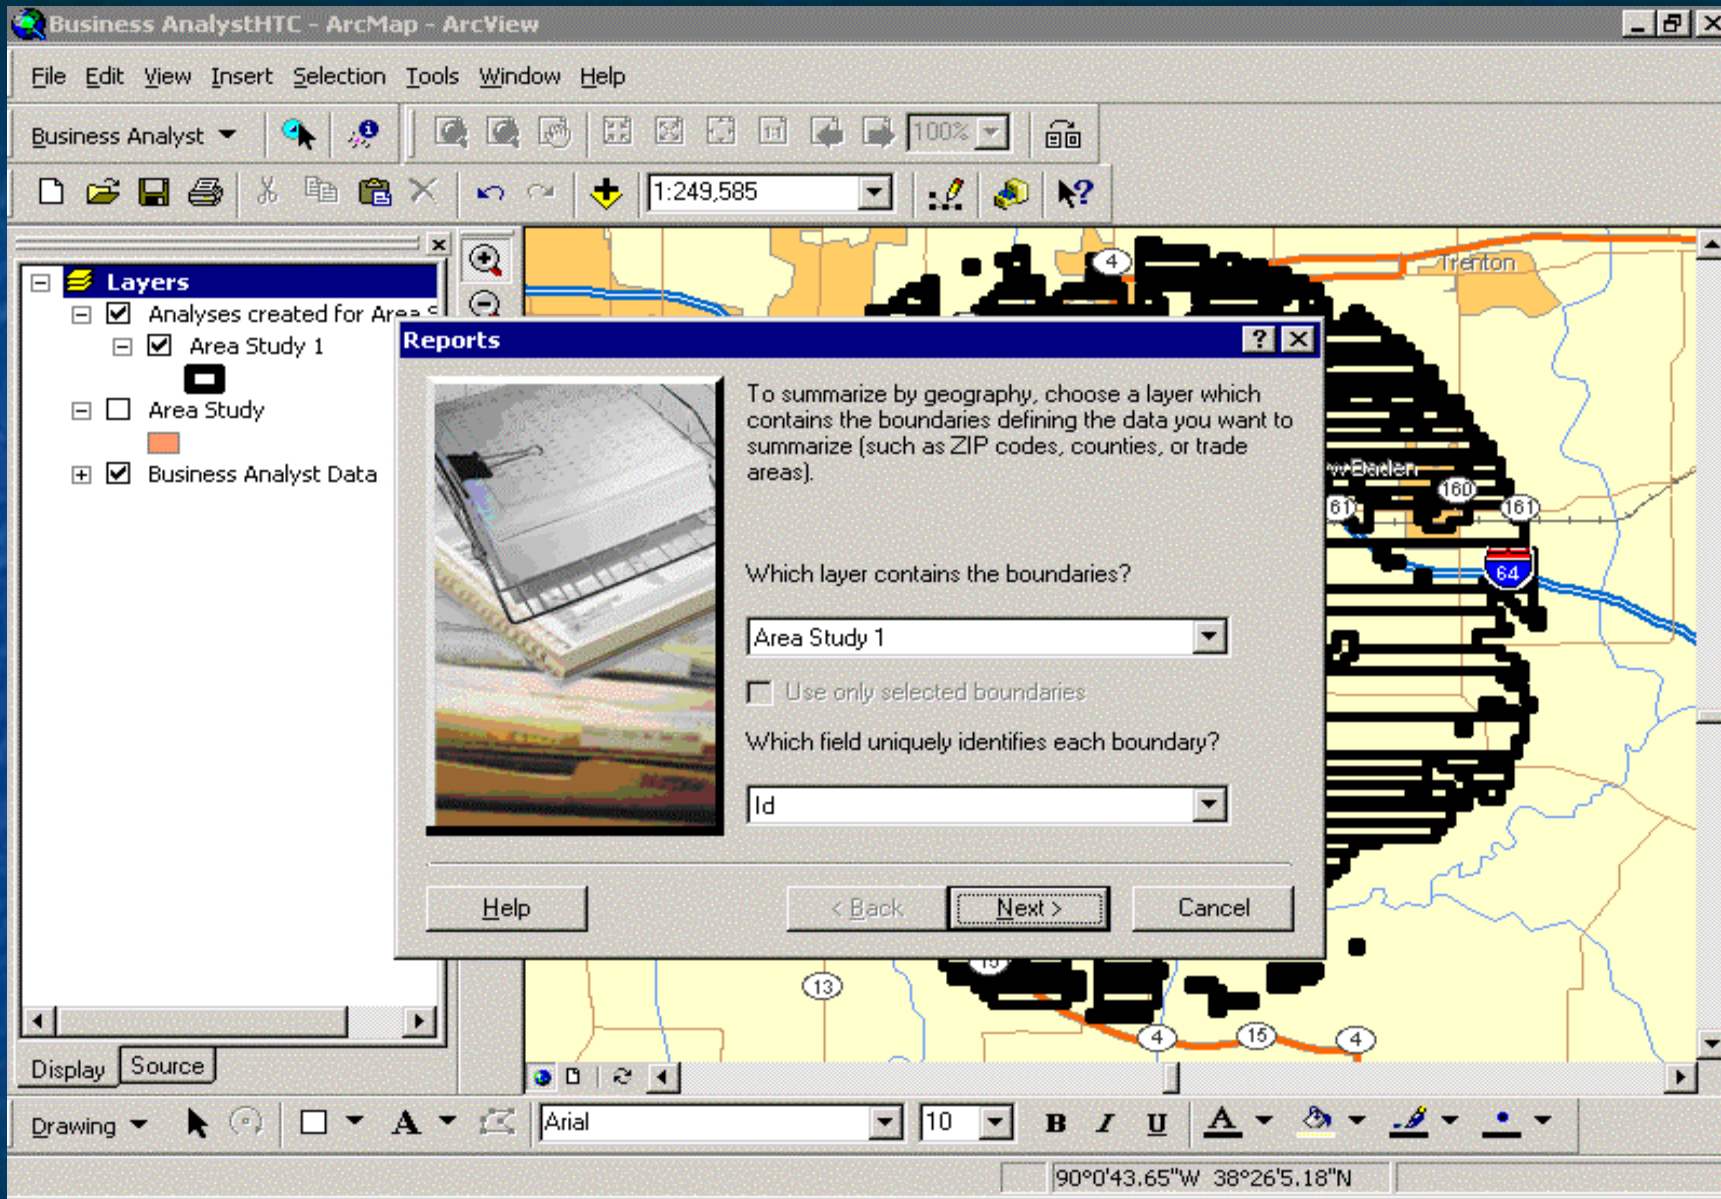 Business AnalystHTC - ArcMap - ArcView
File Edit View Insert Selection Tools Window Help
Business Analyst
1:1
100%
1:249,585
Layers
Analyses created for Area S
Area Study 1
Area Study
Business Analyst Data
Display Source
4
Trenton
w Baden
61
160
161
64
13
15
4
15
4
Reports
To summarize by geography, choose a layer which
contains the boundaries defining the data you want to
summarize (such as ZIP codes, counties, or trade
areas).
Which layer contains the boundaries?
Area Study 1
Use only selected boundaries
Which field uniquely identifies each boundary?
Id
Help
< Back
Next >
Cancel
Drawing
A
Arial
10
B I U A
90°0'43.65"W 38°26'5.18"N